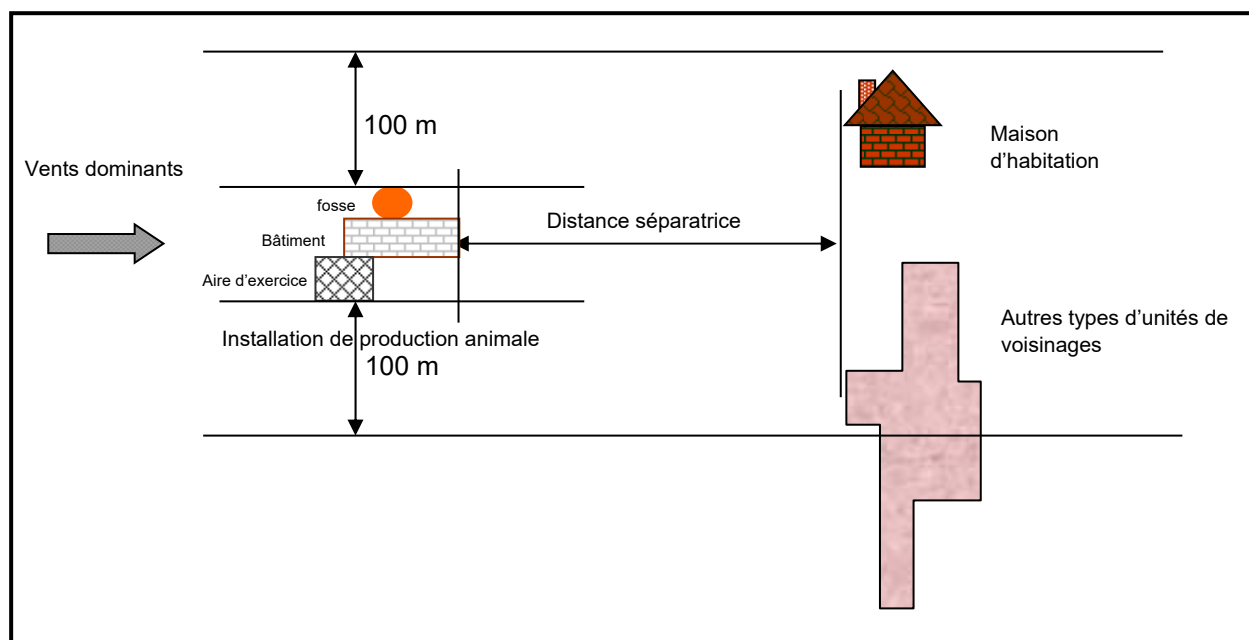 100 m
Maison
d'habitation
Vents dominants
fosse
Distance séparatrice
Bâtiment
Aire d'exercice
Autres types d'unités de
voisinages
Installation de production animale
100 m